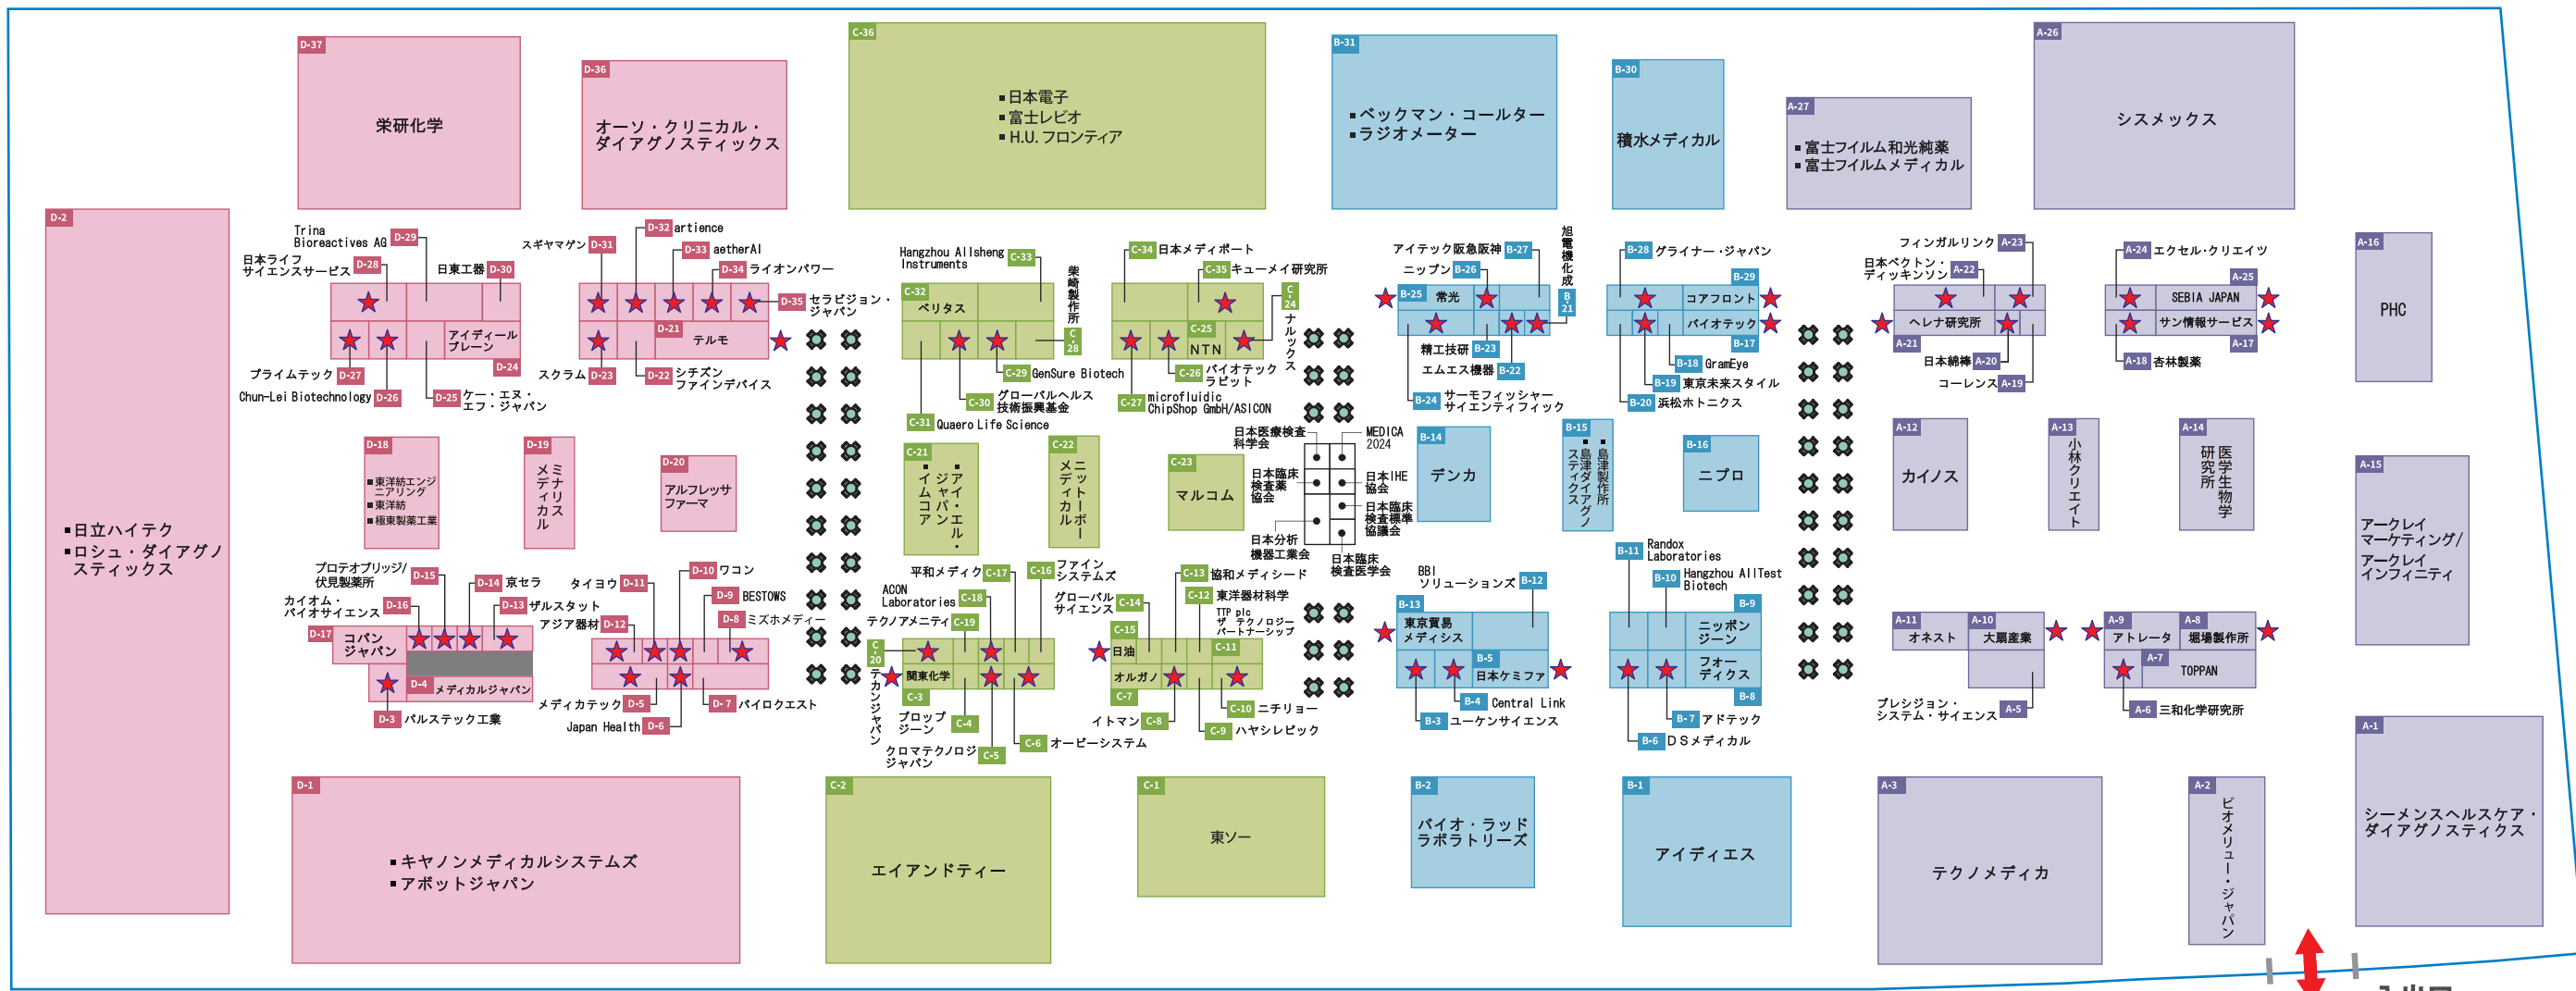 D-37
栄研化学
D-36
オーソ・クリニカル・
ダイアグノスティックス
C-36
▪日本電子
▪富士レビオ
▪H.U. フロンティア
B-31
▪ベックマン・コールター
▪ラジオメーター
B-30
積水メディカル
A-27
▪富士フイルム和光純薬
▪富士フイルムメディカル
A-26
シスメックス
D-2
▪日立ハイテク
▪ロシュ・ダイアグノ
スティックス
Trina
Bioreactives AG
D-29
日本ライフ
サイエンスサービス
D-28
日東工器
D-30
アイディール
ブレーン
D-24
プライムテック
D-27
Chun-Lei Biotechnology
D-26
D-25
ケー・エヌ・
エフ・ジャパン
スギヤマゲン
D-31
D-32
artience
D-33
aetherAI
D-34
ライオンパワー
D-35
セラビジョン・
ジャパン
D-21
テルモ
スクラム
D-23
D-22
シチズン
ファインデバイス
Hangzhou Allsheng
Instruments
C-33
柴崎製作所
C-28
C-32
ベリタス
C-29
GenSure Biotech
C-30
グローバルヘルス
技術振興基金
C-31
Quaero Life Science
C-34
日本メディポート
C-35
キューメイ研究所
C-24
ナルックス
C-25
NTN
C-26
バイオテック
ラビット
C-27
microfluidic
ChipShop GmbH/ASICON
アイテック阪急阪神
B-27
ニップン
B-26
旭電機化成
B-21
B-25
常光
精工技研
B-23
エムエス機器
B-22
B-24
サーモフィッシャー
サイエンティフィック
B-28
グライナー・ジャパン
B-29
コアフロント
バイオテック
B-17
B-18
GramEye
B-19
東京未来スタイル
B-20
浜松ホトニクス
フィンガルリンク
A-23
日本ベクトン・
ディッキンソン
A-22
ヘレナ研究所
A-21
日本綿棒
A-20
コーレンス
A-19
A-24
エクセル・クリエイツ
A-25
SEBIA JAPAN
サン情報サービス
A-17
A-18
杏林製薬
A-16
PHC
D-18
▪東洋紡エンジ
ニアリング
▪東洋紡
▪極東製薬工業
D-19
ミナリス
メディカル
D-20
アルフレッサ
ファーマ
C-21
▪アイ・エル・
ジャパン
▪イムコア
C-22
ニットーボー
メディカル
C-23
マルコム
日本医療検査
科学会
MEDICA
2024
日本臨床
検査薬
協会
日本IHE
協会
日本臨床
検査標準
協議会
日本分析
機器工業会
日本臨床
検査医学会
B-14
デンカ
B-15
▪島津製作所
▪島津ダイアグノ
スティクス
B-16
ニプロ
A-12
カイノス
A-13
小林クリエイト
A-14
医学生物学
研究所
A-15
アークレイ
マーケティング/
アークレイ
インフィニティ
プロテオブリッジ/
伏見製薬所
D-15
D-14
京セラ
カイオム・
バイオサイエンス
D-16
D-13
ザルスタット
D-17
コパン
ジャパン
D-4
メディカルジャパン
D-3
パルステック工業
タイヨウ
D-11
D-10
ワコン
D-9
BESTOWS
アジア器材
D-12
D-8
ミズホメディー
メディカテック
D-5
Japan Health
D-6
D-7
パイロクエスト
平和メディク
C-17
C-16
ファイン
システムズ
ACON
Laboratories
C-18
テクノアメニティ
C-19
C-20
テカンジャパン
関東化学
C-3
プロップ
ジーン
C-4
クロマテクノロジ
ジャパン
C-5
C-6
オービーシステム
C-13
協和メディシード
グローバル
サイエンス
C-14
C-12
東洋器材科学
TTP plc
ザ テクノロジー
パートナーシップ
C-15
日油
C-11
オルガノ
C-7
イトマン
C-8
C-9
ハヤシレピック
C-10
ニチリョー
BBI
ソリューションズ
B-12
B-13
東京貿易
メディシス
B-5
日本ケミファ
B-4
Central Link
B-3
ユーケンサイエンス
B-11
Randox
Laboratories
B-10
Hangzhou AllTest
Biotech
B-9
ニッポン
ジーン
フォー
ディクス
B-8
B-7
アドテック
B-6
DSメディカル
A-11
オネスト
A-10
大扇産業
プレシジョン・
システム・サイエンス
A-5
A-9
アトレータ
A-8
堀場製作所
A-7
TOPPAN
A-6
三和化学研究所
D-1
▪キヤノンメディカルシステムズ
▪アボットジャパン
C-2
エイアンドティー
C-1
東ソー
B-2
バイオ・ラッド
ラボラトリーズ
B-1
アイディエス
A-3
テクノメディカ
A-2
ビオメリュー・ジャパン
A-1
シーメンスヘルスケア・
ダイアグノスティクス